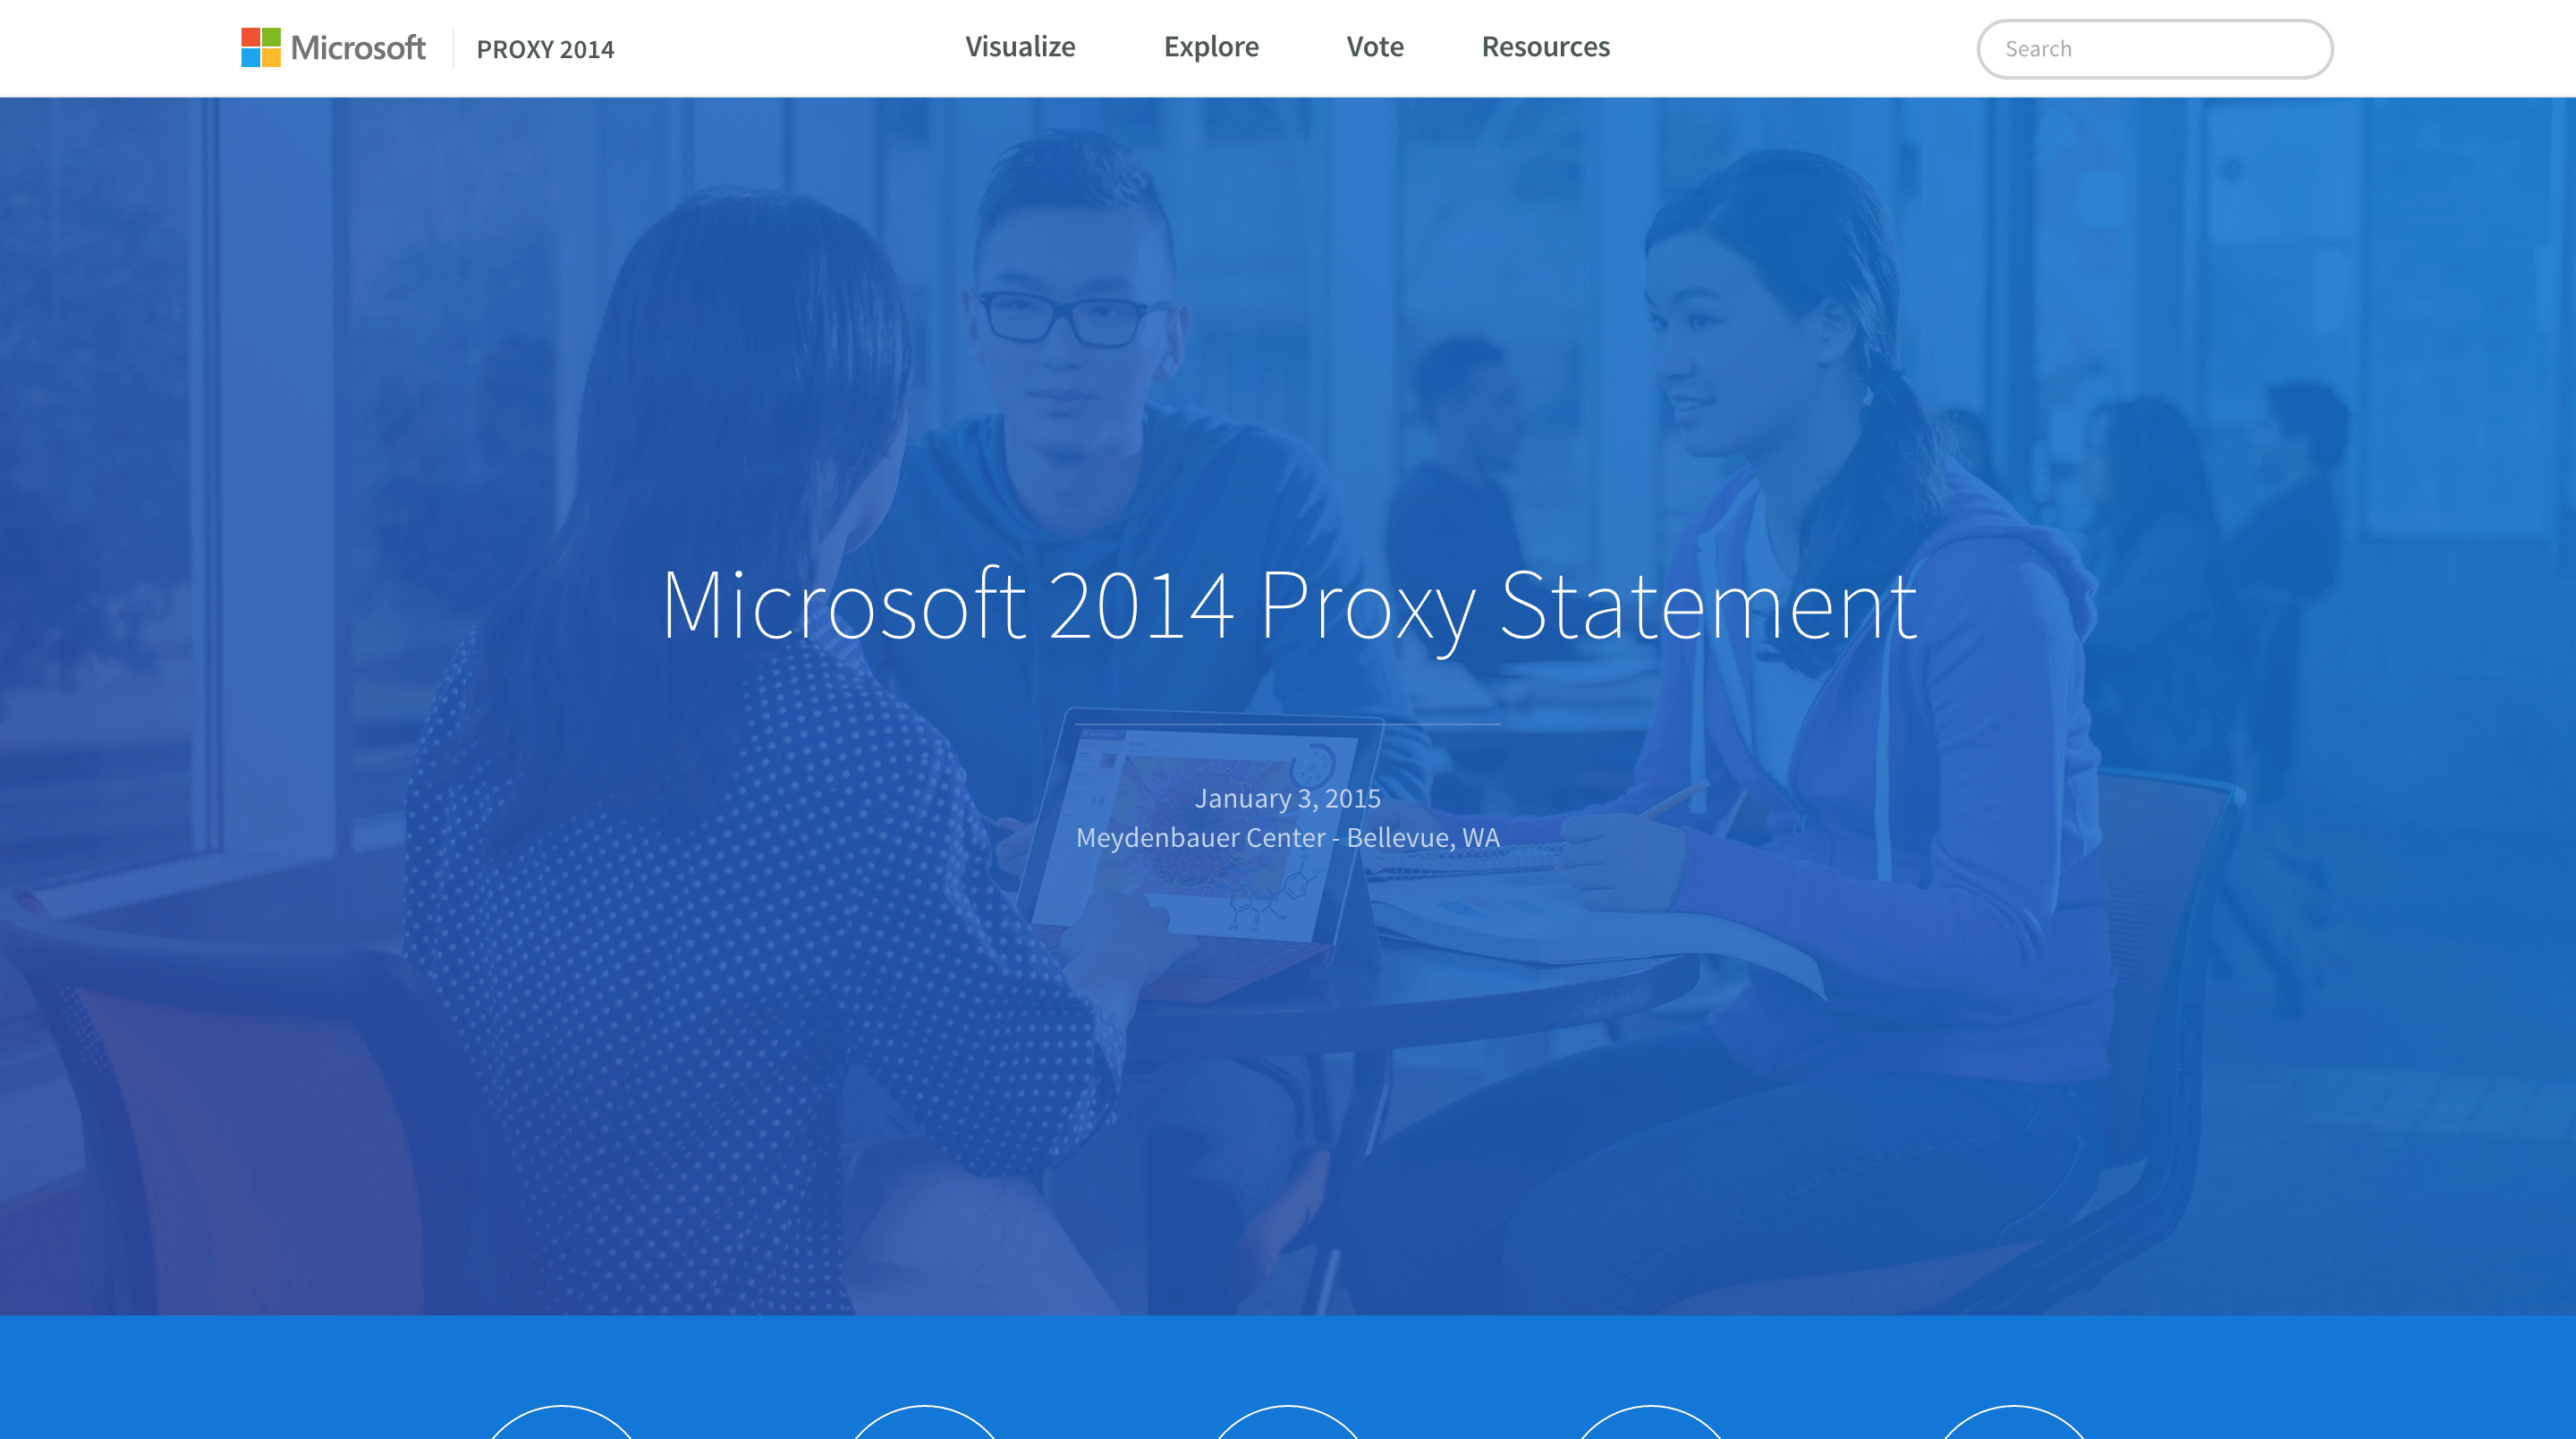 Microsoft
PROXY 2014
Visualize
Explore
Vote
Resources
Search
Microsoft 2014 Proxy Statement
January 3, 2015
Meydenbauer Center - Bellevue, WA